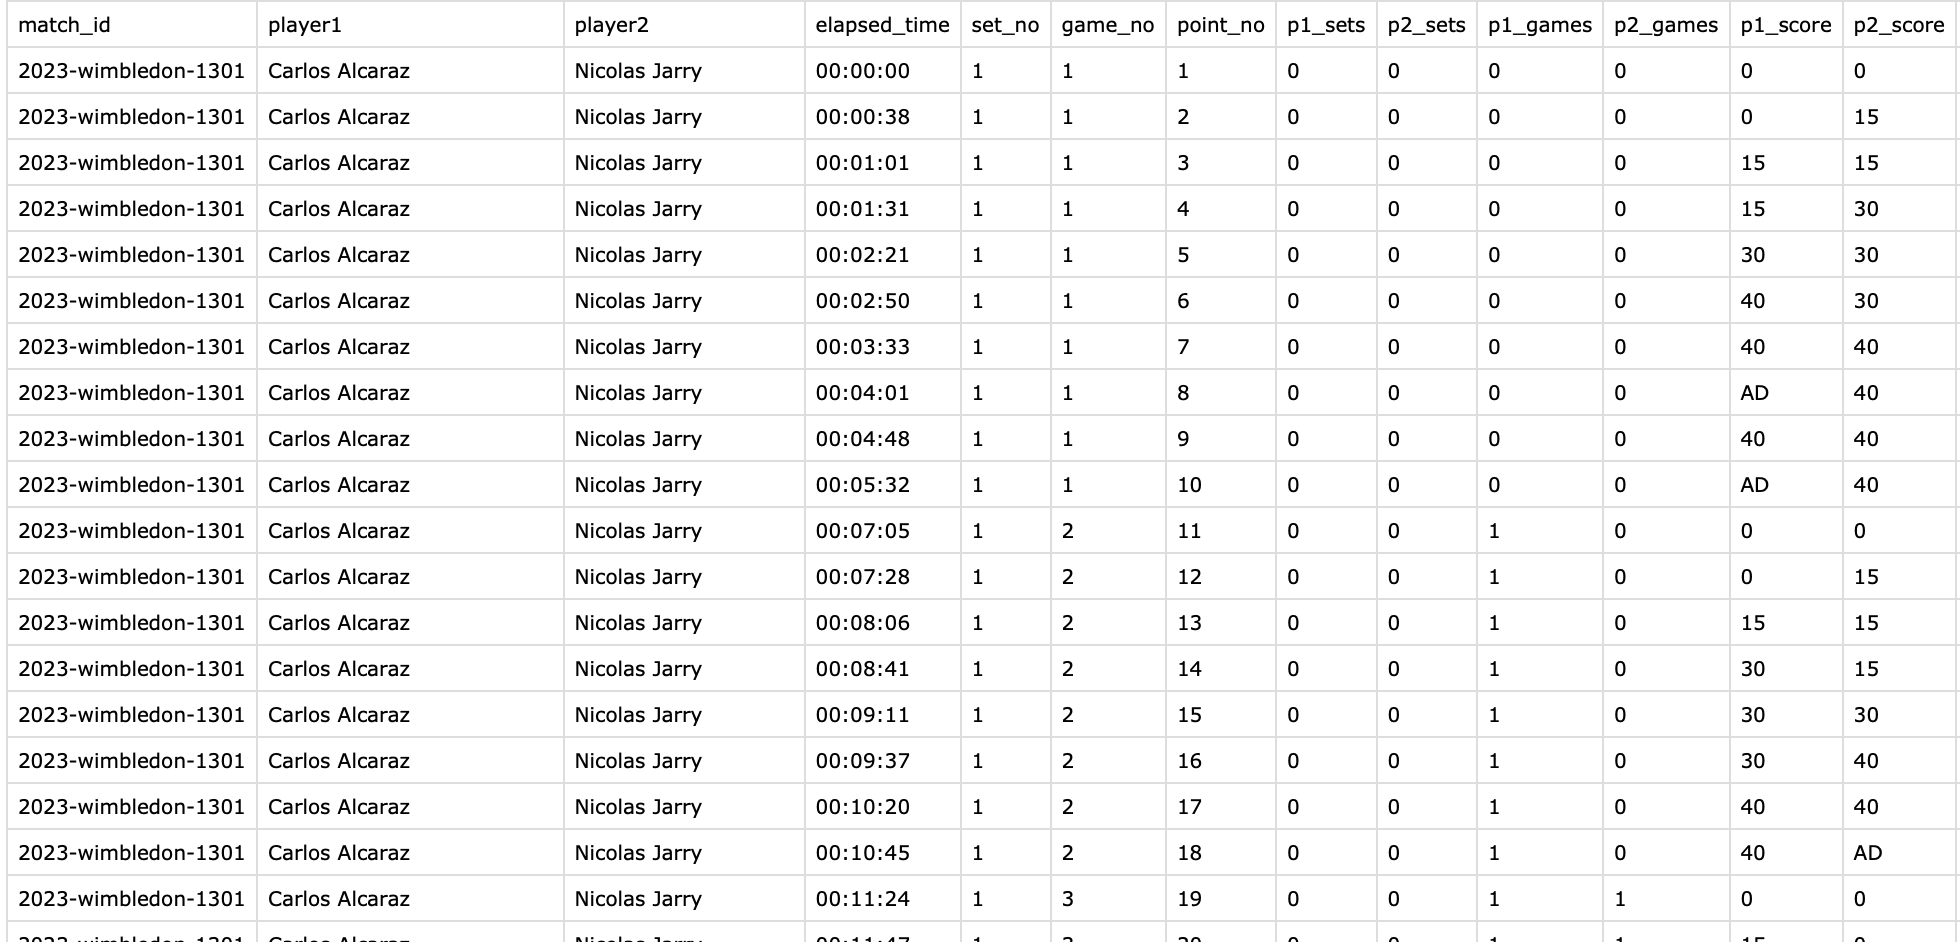 match_id player1 player2 elapsed_time set_no game_no point_no p1_sets p2_sets p1_games p2_games p1_score p2_score
2023-wimbledon-1301 Carlos Alcaraz Nicolas Jarry 00:00:00 1 1 1 0 0 0 0 0 0
2023-wimbledon-1301 Carlos Alcaraz Nicolas Jarry 00:00:38 1 1 2 0 0 0 0 0 15
2023-wimbledon-1301 Carlos Alcaraz Nicolas Jarry 00:01:01 1 1 3 0 0 0 0 15 15
2023-wimbledon-1301 Carlos Alcaraz Nicolas Jarry 00:01:31 1 1 4 0 0 0 0 15 30
2023-wimbledon-1301 Carlos Alcaraz Nicolas Jarry 00:02:21 1 1 5 0 0 0 0 30 30
2023-wimbledon-1301 Carlos Alcaraz Nicolas Jarry 00:02:50 1 1 6 0 0 0 0 40 30
2023-wimbledon-1301 Carlos Alcaraz Nicolas Jarry 00:03:33 1 1 7 0 0 0 0 40 40
2023-wimbledon-1301 Carlos Alcaraz Nicolas Jarry 00:04:01 1 1 8 0 0 0 0 AD 40
2023-wimbledon-1301 Carlos Alcaraz Nicolas Jarry 00:04:48 1 1 9 0 0 0 0 40 40
2023-wimbledon-1301 Carlos Alcaraz Nicolas Jarry 00:05:32 1 1 10 0 0 0 0 AD 40
2023-wimbledon-1301 Carlos Alcaraz Nicolas Jarry 00:07:05 1 2 11 0 0 1 0 0 0
2023-wimbledon-1301 Carlos Alcaraz Nicolas Jarry 00:07:28 1 2 12 0 0 1 0 0 15
2023-wimbledon-1301 Carlos Alcaraz Nicolas Jarry 00:08:06 1 2 13 0 0 1 0 15 15
2023-wimbledon-1301 Carlos Alcaraz Nicolas Jarry 00:08:41 1 2 14 0 0 1 0 30 15
2023-wimbledon-1301 Carlos Alcaraz Nicolas Jarry 00:09:11 1 2 15 0 0 1 0 30 30
2023-wimbledon-1301 Carlos Alcaraz Nicolas Jarry 00:09:37 1 2 16 0 0 1 0 30 40
2023-wimbledon-1301 Carlos Alcaraz Nicolas Jarry 00:10:20 1 2 17 0 0 1 0 40 40
2023-wimbledon-1301 Carlos Alcaraz Nicolas Jarry 00:10:45 1 2 18 0 0 1 0 40 AD
2023-wimbledon-1301 Carlos Alcaraz Nicolas Jarry 00:11:24 1 3 19 0 0 1 1 0 0